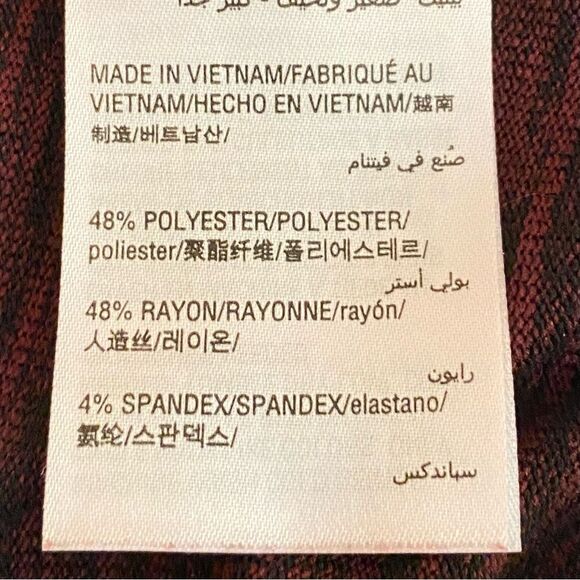 MADE IN VIETNAM/FABRIQUÉ AU
VIETNAM/HECHO EN VIETNAM/越南
制造/베트남산/
صُنع في فيتنام
48% POLYESTER/POLYESTER/
poliester/聚酯纤维/폴리에스테르/
بولي أستر
48% RAYON/RAYONNE/rayón/
人造丝/레이온/
رايون
4% SPANDEX/SPANDEX/elastano/
氨纶/스판덱스/
سباندكس